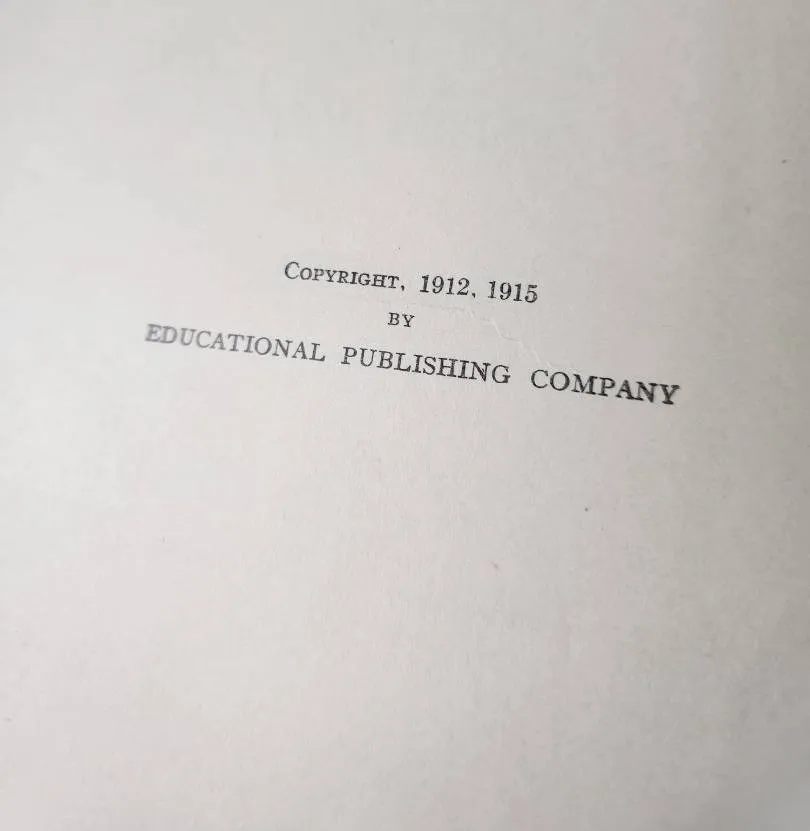 COPYRIGHT, 1912, 1915
BY
EDUCATIONAL PUBLISHING COMPANY